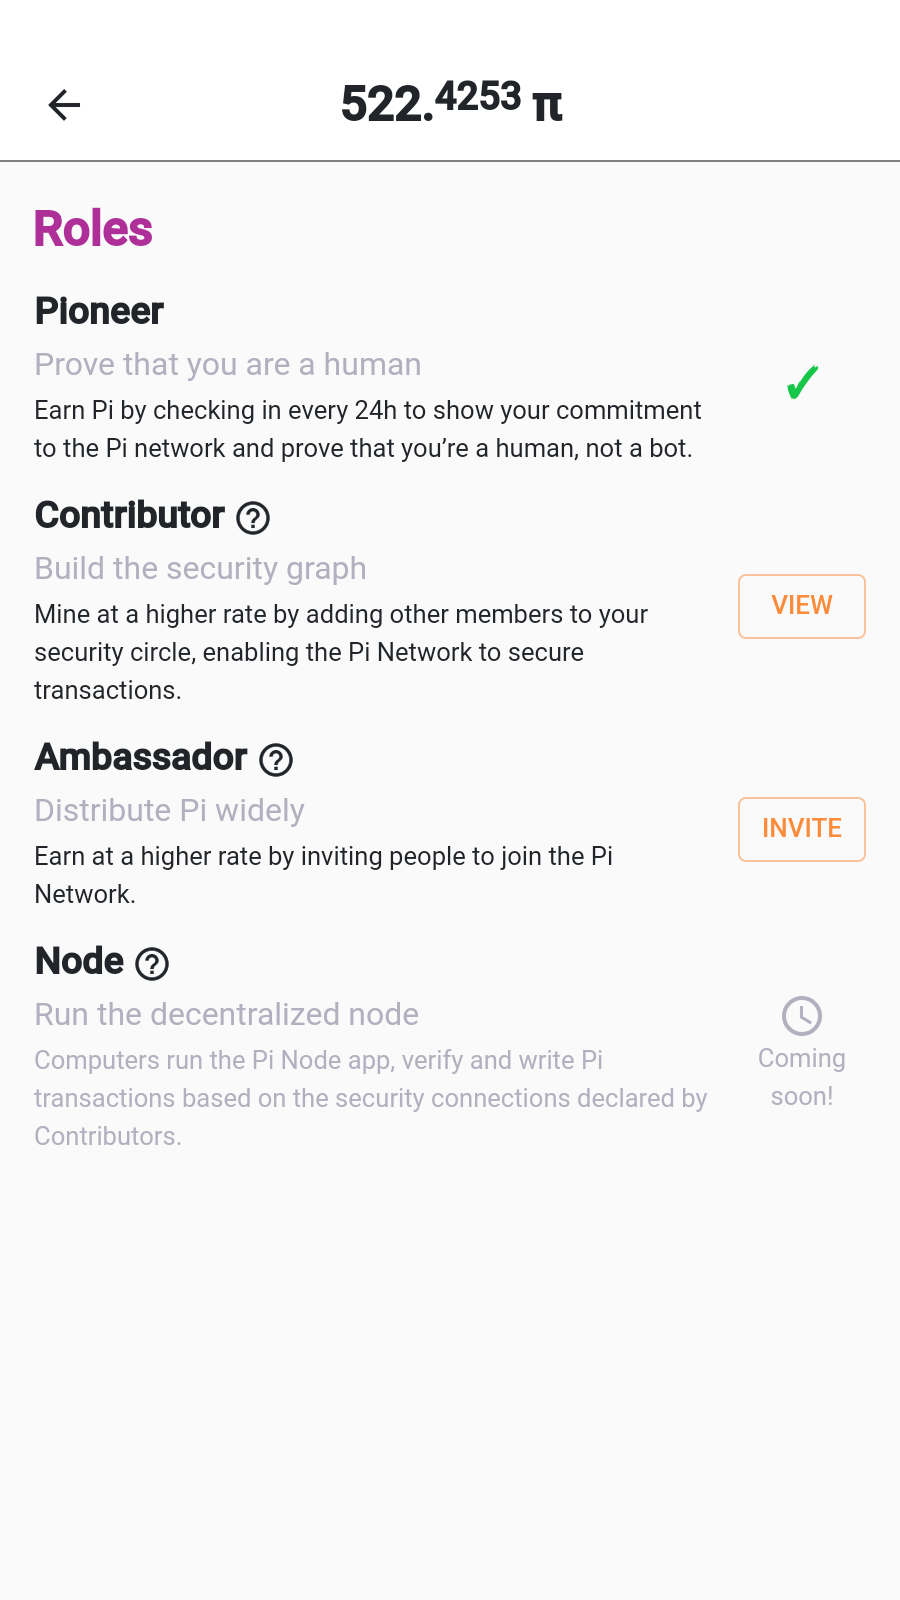 522.4253 π
Roles
Pioneer
Prove that you are a human
Earn Pi by checking in every 24h to show your commitment
to the Pi network and prove that you’re a human, not a bot.
Contributor
Build the security graph
Mine at a higher rate by adding other members to your
security circle, enabling the Pi Network to secure
transactions.
VIEW
Ambassador
Distribute Pi widely
Earn at a higher rate by inviting people to join the Pi
Network.
INVITE
Node
Run the decentralized node
Computers run the Pi Node app, verify and write Pi
transactions based on the security connections declared by
Contributors.
Coming
soon!